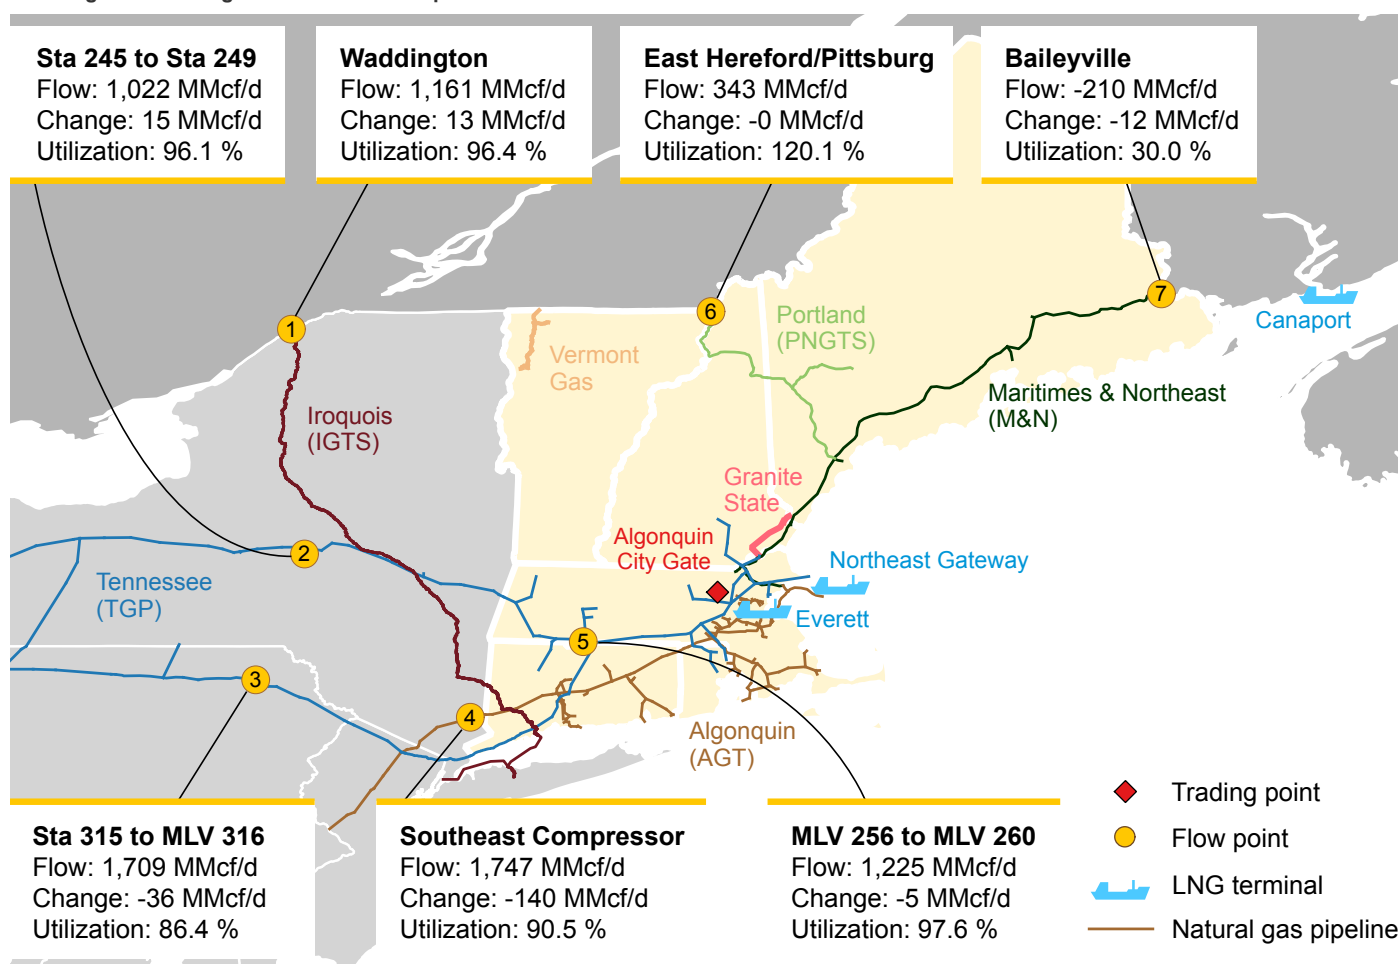 Sta 245 to Sta 249
Flow: 1,022 MMcf/d
Change: 15 MMcf/d
Utilization: 96.1 %
Waddington
Flow: 1,161 MMcf/d
Change: 13 MMcf/d
Utilization: 96.4 %
East Hereford/Pittsburg
Flow: 343 MMcf/d
Change: -0 MMcf/d
Utilization: 120.1 %
Baileyville
Flow: -210 MMcf/d
Change: -12 MMcf/d
Utilization: 30.0 %
1
6
7
Canaport
Portland
(PNGTS)
Vermont
Gas
Maritimes & Northeast
(M&N)
Iroquois
(IGTS)
Granite
State
Algonquin
City Gate
2
Northeast Gateway
Tennessee
(TGP)
Everett
5
3
4
Algonquin
(AGT)
Sta 315 to MLV 316
Flow: 1,709 MMcf/d
Change: -36 MMcf/d
Utilization: 86.4 %
Southeast Compressor
Flow: 1,747 MMcf/d
Change: -140 MMcf/d
Utilization: 90.5 %
MLV 256 to MLV 260
Flow: 1,225 MMcf/d
Change: -5 MMcf/d
Utilization: 97.6 %
Trading point
Flow point
LNG terminal
Natural gas pipeline